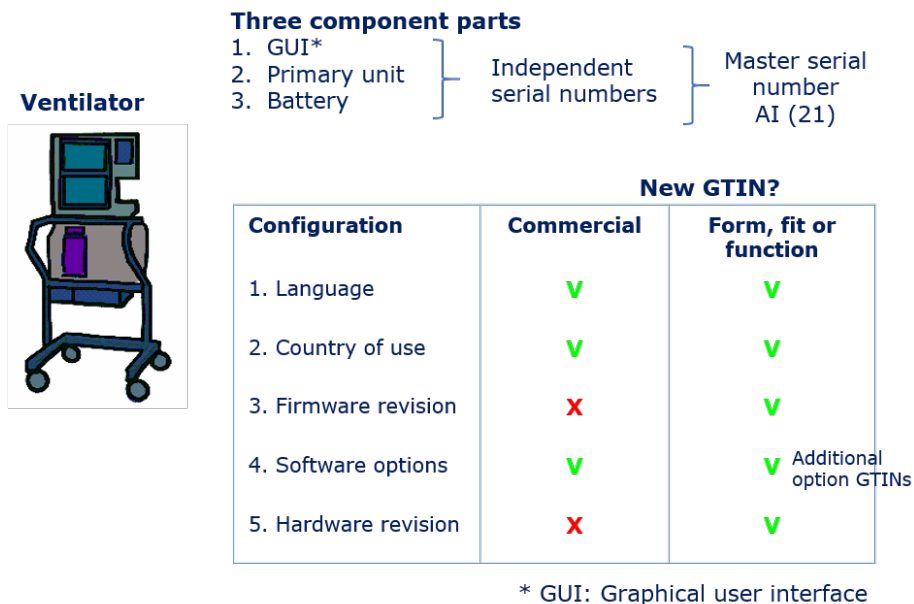 Three component parts
1. GUI*
2. Primary unit
3. Battery
Independent
serial numbers
Master serial
number
AI (21)
Ventilator
New GTIN?
Configuration Commercial Form, fit or
function
1. Language V V
2. Country of use V V
3. Firmware revision X V
4. Software options V V Additional
option GTINs
5. Hardware revision X V
* GUI: Graphical user interface